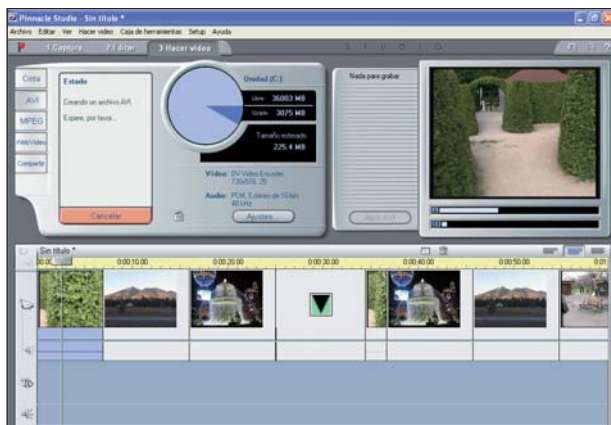 Pinnacle Studio - Sin título *
Archivo Editar Ver Hacer video Caja de herramientas Setup Ayuda
1 Captura 2 Editar 3 Hacer video
S T U D I O
Cinta
AVI
MPEG
Compartir
Estado
Creando un archivo AVI.
Espere, por favor...
Cancelar
Unidad (C:)
Libre 36003 MB
Usado 3075 MB
Tamaño estimado
225,4 MB
Vídeo: DV Video Encoder
720x576, 25
Audio: PCM, Estéreo de 16 bits
48 kHz
Ajustes...
Nada para grabar
Sin título *
0:00:10.00 0:00:20.00 0:00:30.00 0:00:40.00 0:00:50.00